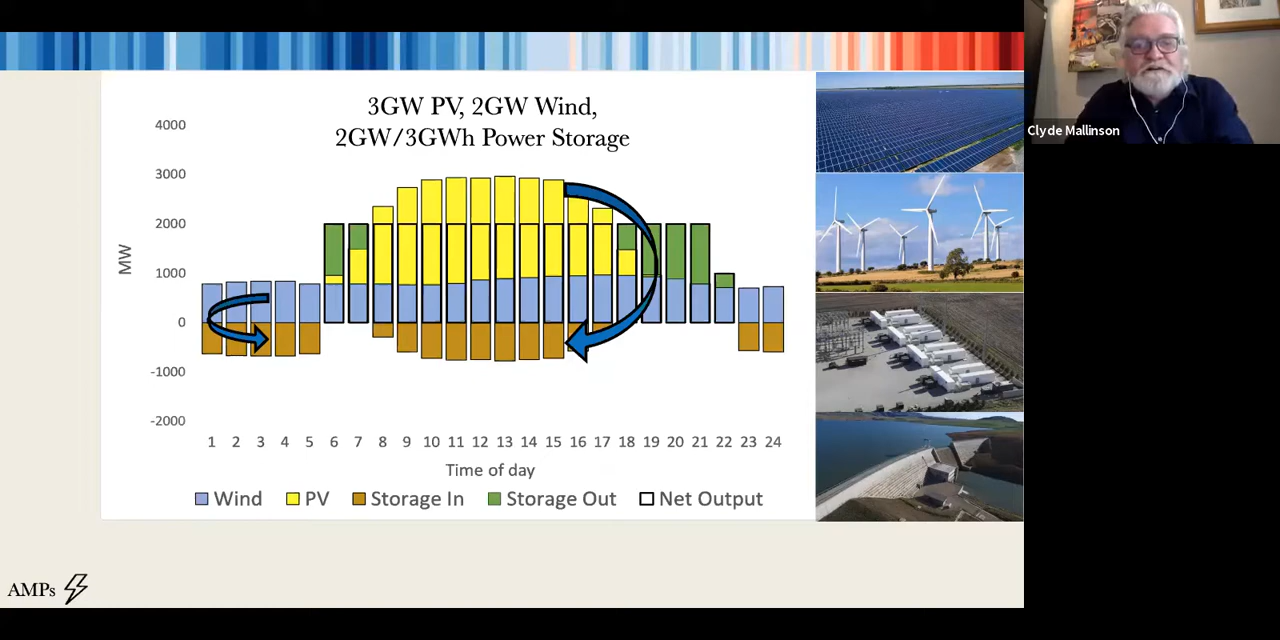 3GW PV, 2GW Wind,
2GW/3GWh Power Storage
4000
3000
2000
1000
0
-1000
-2000
MW
1 2 3 4 5 6 7 8 9 10 11 12 13 14 15 16 17 18 19 20 21 22 23 24
Time of day
Wind PV Storage In Storage Out Net Output
AMPs
Clyde Mallinson